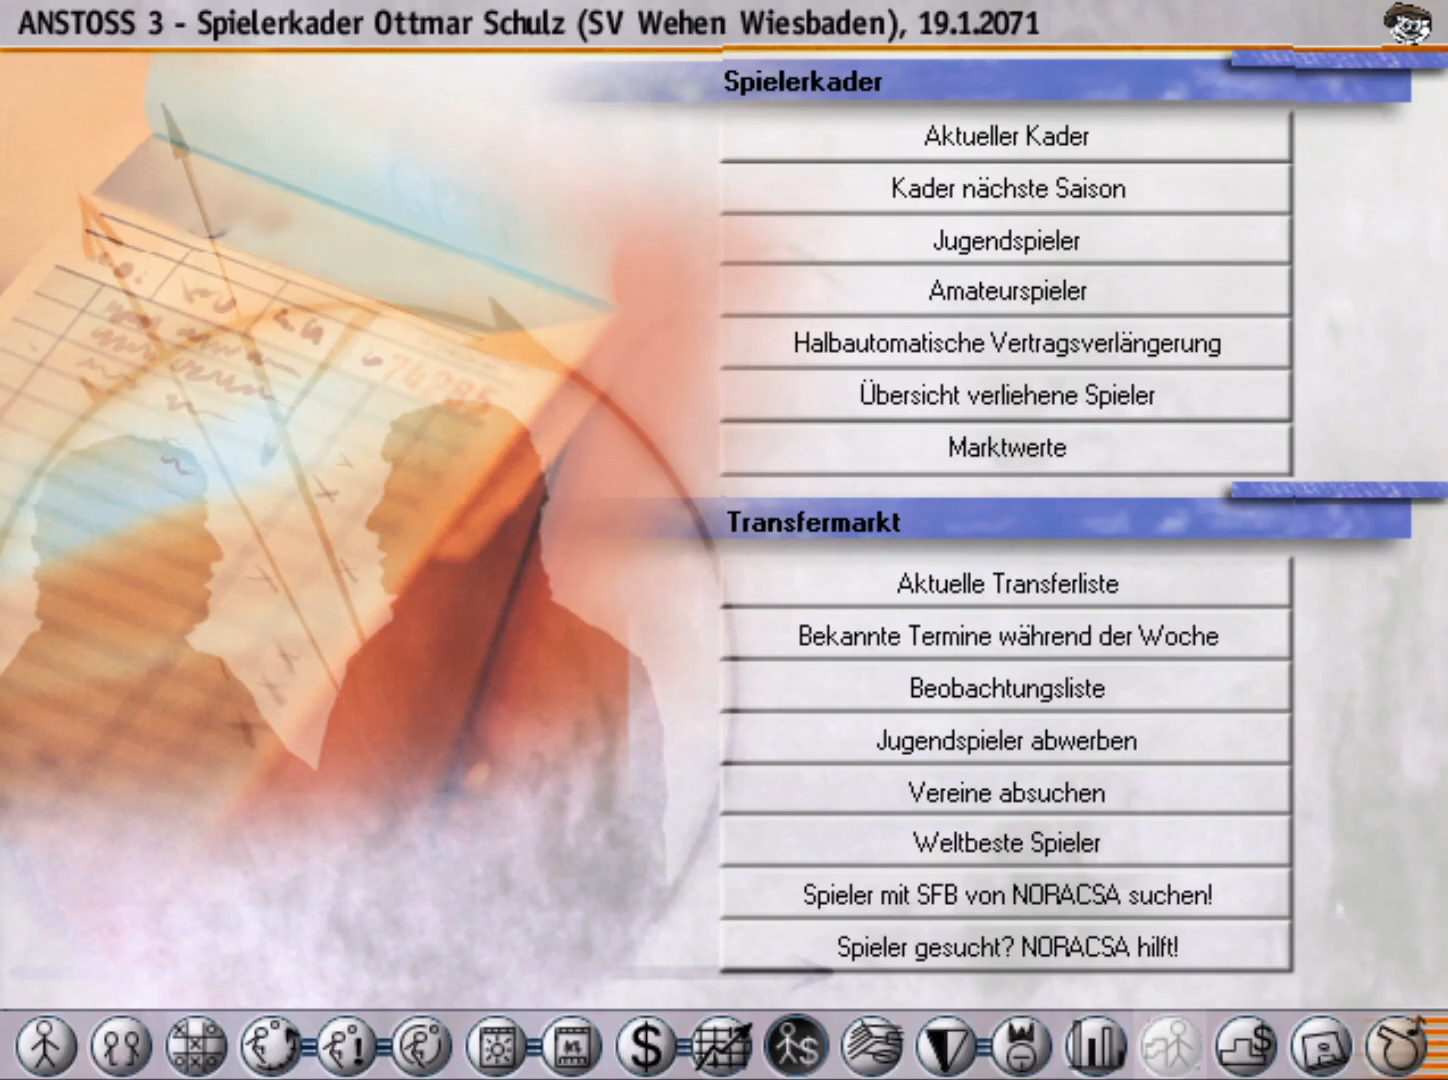 ANSTOSS 3 - Spielerkader Ottmar Schulz (SV Wehen Wiesbaden), 19.1.2071
Spielerkader
Aktueller Kader
Kader nächste Saison
Jugendspieler
Amateurspieler
Halbautomatische Vertragsverlängerung
Übersicht verliehene Spieler
Marktwerte
Transfermarkt
Aktuelle Transferliste
Bekannte Termine während der Woche
Beobachtungsliste
Jugendspieler abwerben
Vereine absuchen
Weltbeste Spieler
Spieler mit SFB von NORACSA suchen!
Spieler gesucht? NORACSA hilft!